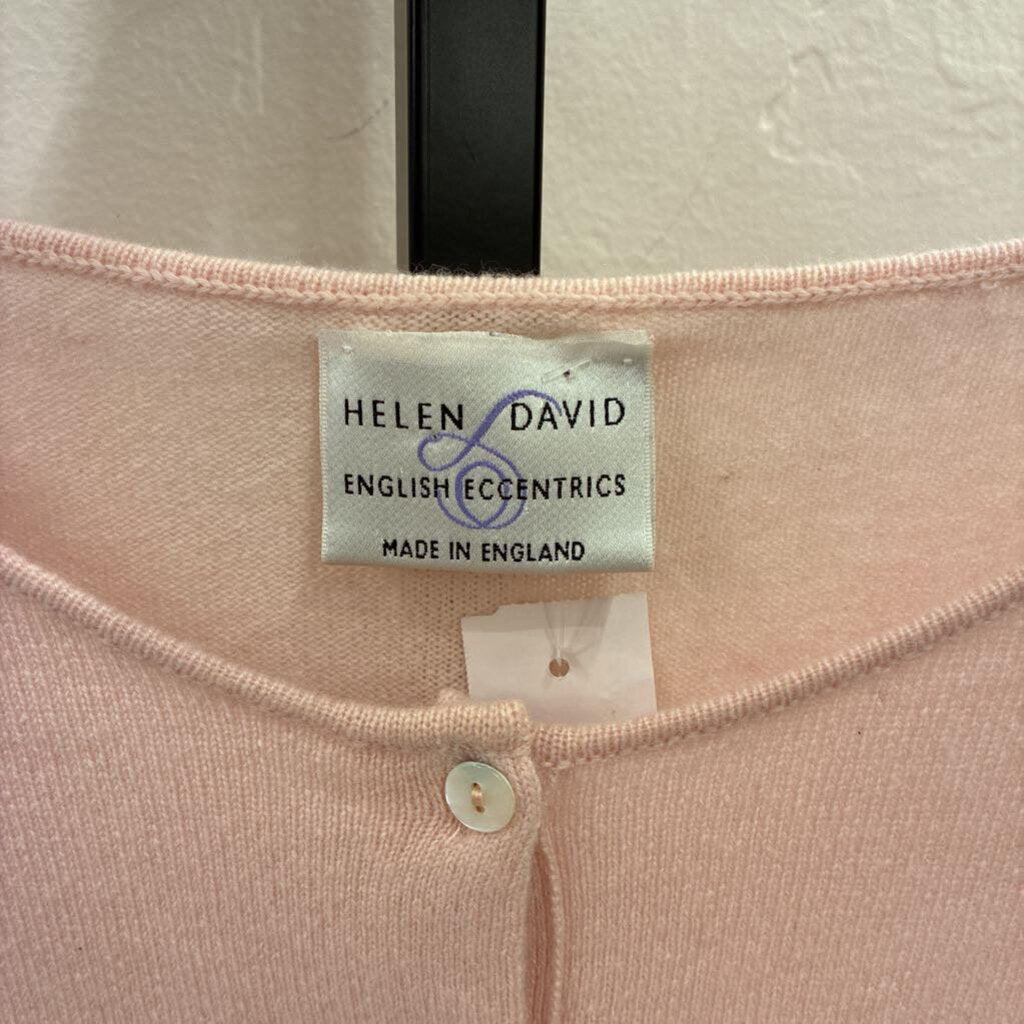 HELEN DAVID
ENGLISH ECCENTRICS
MADE IN ENGLAND